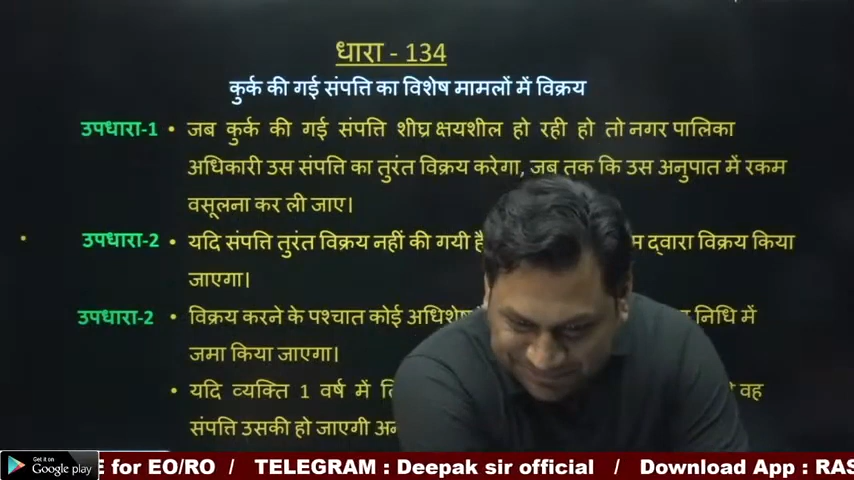 धारा - 134
कुर्क की गई संपत्ति का विशेष मामलों में विक्रय
उपधारा-1 • जब कुर्क की गई संपत्ति शीघ्र क्षयशील हो रही हो तो नगर पालिका
अधिकारी उस संपत्ति का तुरंत विक्रय करेगा, जब तक कि उस अनुपात में रकम
वसूलना कर ली जाए।
उपधारा-2 • यदि संपत्ति तुरंत विक्रय नहीं की गयी द्वारा विक्रय किया
जाएगा।
उपधारा-2 • विक्रय करने के पश्चात कोई निधि में
जमा किया जाएगा।
• यदि व्यक्ति 1 वर्ष में वह
संपत्ति उसकी हो जाएगी
Get it on
Google play
for EO/RO / TELEGRAM : Deepak sir official / Download App : RAS